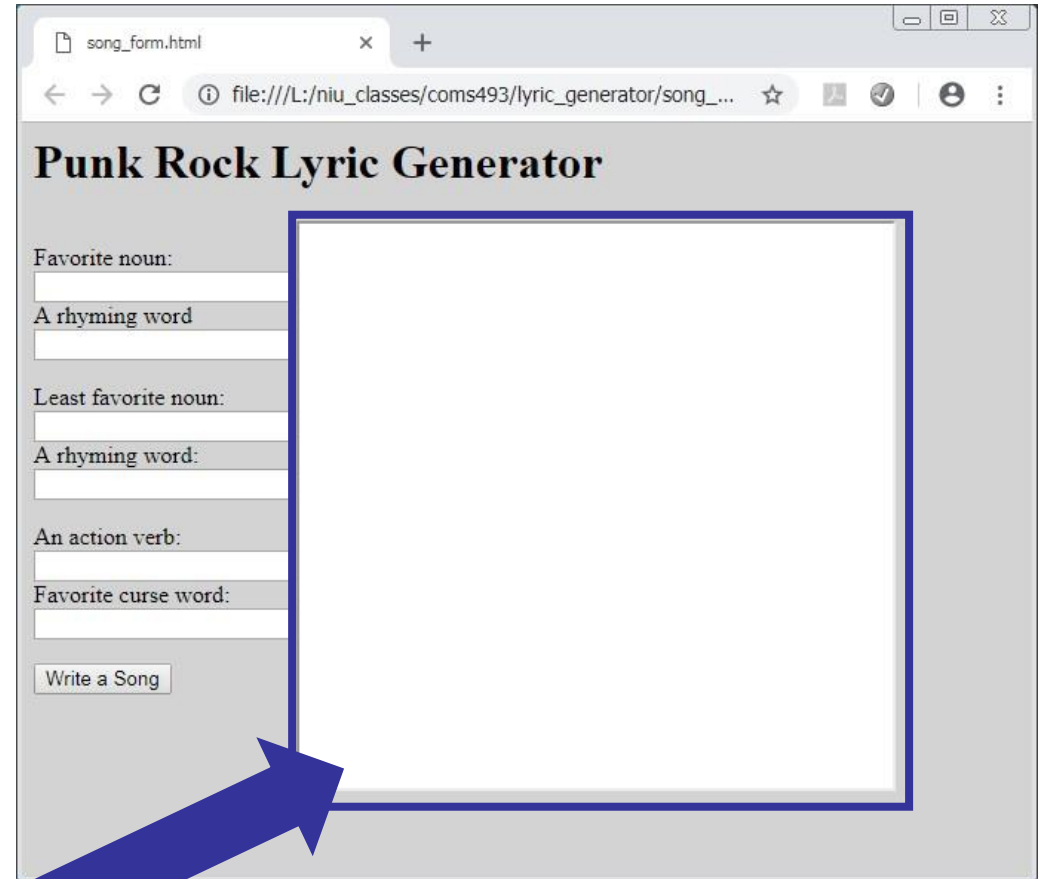 song_form.html
file:///L:/niu_classes/coms493/lyric_generator/song_...
Punk Rock Lyric Generator
Favorite noun:
A rhyming word
Least favorite noun:
A rhyming word:
An action verb:
Favorite curse word:
Write a Song